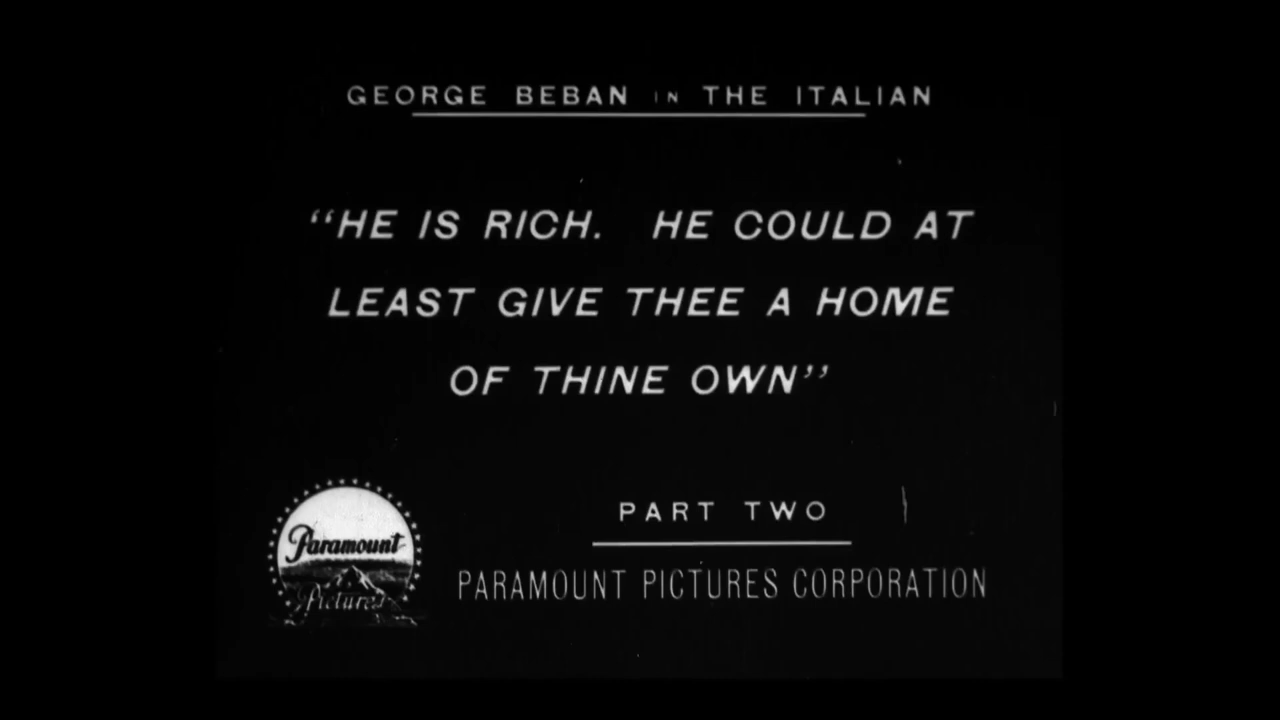 GEORGE BEBAN IN THE ITALIAN
“HE IS RICH. HE COULD AT
LEAST GIVE THEE A HOME
OF THINE OWN”
PART TWO
Paramount
Pictures
PARAMOUNT PICTURES CORPORATION